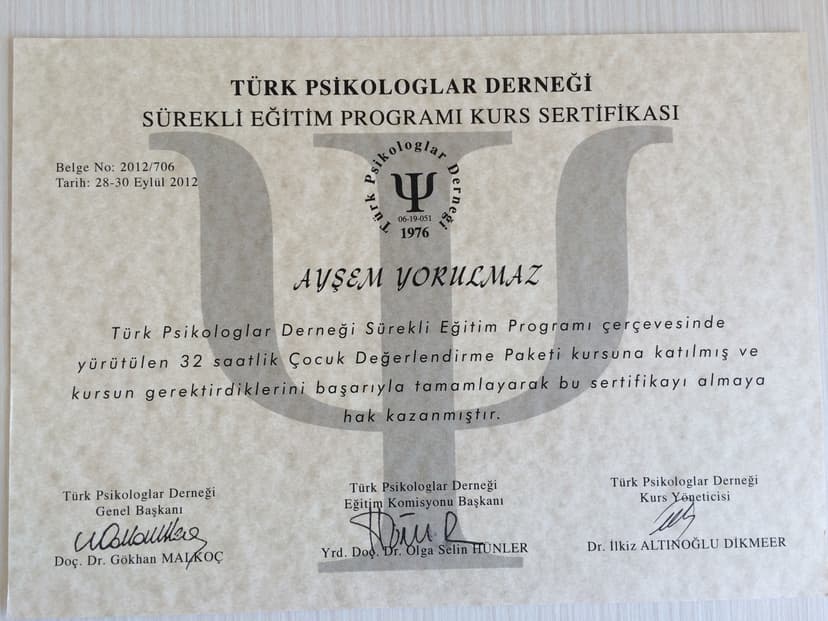 TÜRK PSİKOLOGLAR DERNEĞİ
SÜREKLİ EĞİTİM PROGRAMI KURS SERTİFİKASI
Belge No: 2012/706
Tarih: 28-30 Eylül 2012
Türk Psikologlar Derneği
06-19-051
1976
AYŞEM YORULMAZ
Türk Psikologlar Derneği Sürekli Eğitim Programı çerçevesinde
yürütülen 32 saatlik Çocuk Değerlendirme Paketi kursuna katılmış ve
kursun gerektirdiklerini başarıyla tamamlayarak bu sertifikayı almaya
hak kazanmıştır.
Türk Psikologlar Derneği
Genel Başkanı
Doç. Dr. Gökhan MALKOÇ
Türk Psikologlar Derneği
Eğitim Komisyonu Başkanı
Yrd. Doç. Dr. Olga Selin HÜNLER
Türk Psikologlar Derneği
Kurs Yöneticisi
Dr. İlkiz ALTINOĞLU DİKMEER